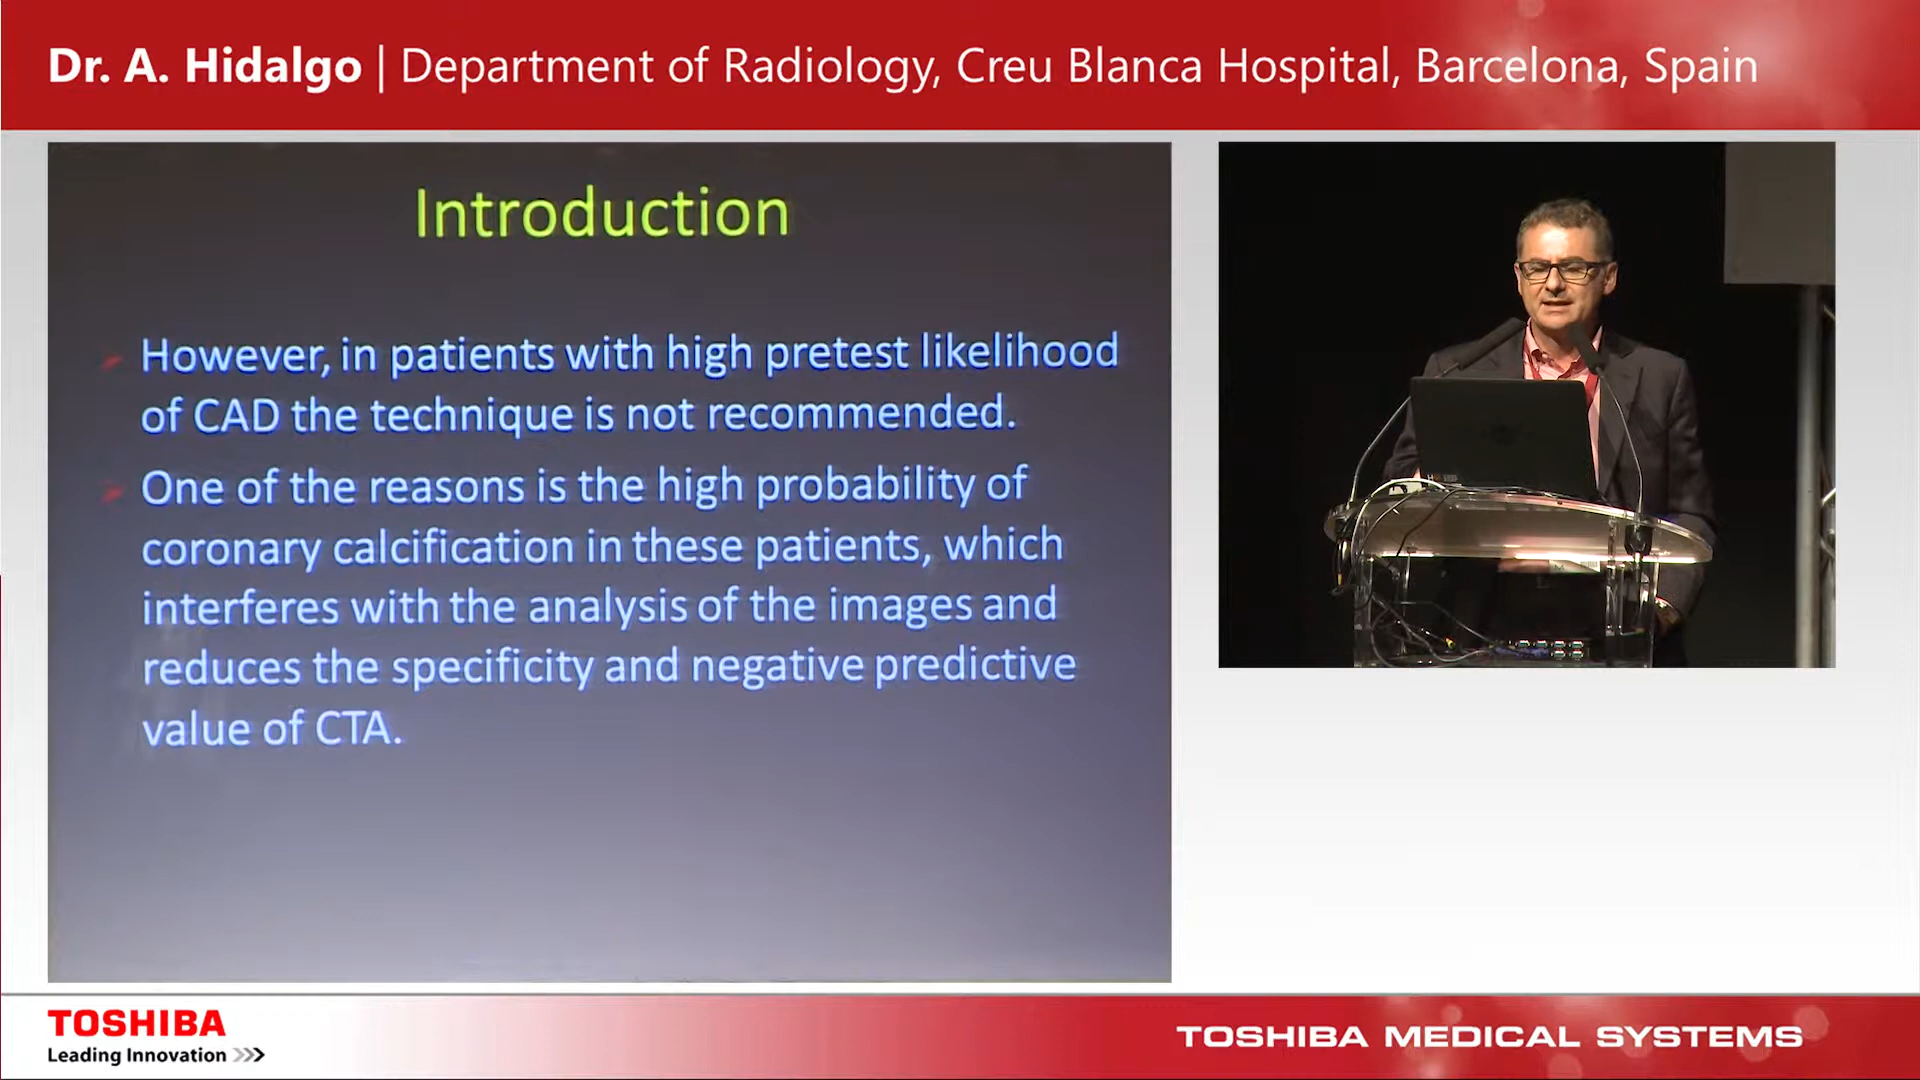 Dr. A. Hidalgo | Department of Radiology, Creu Blanca Hospital, Barcelona, Spain
Introduction
However, in patients with high pretest likelihood
of CAD the technique is not recommended.
One of the reasons is the high probability of
coronary calcification in these patients, which
interferes with the analysis of the images and
reduces the specificity and negative predictive
value of CTA.
TOSHIBA
Leading Innovation >>>
TOSHIBA MEDICAL SYSTEMS